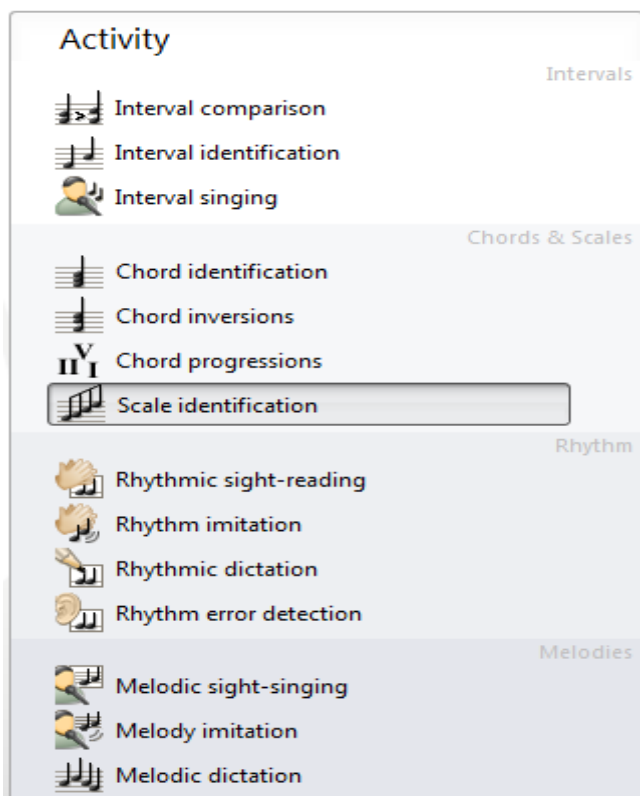 Activity
Intervals
Interval comparison
Interval identification
Interval singing
Chords & Scales
Chord identification
Chord inversions
II V I Chord progressions
Scale identification
Rhythm
Rhythmic sight-reading
Rhythm imitation
Rhythmic dictation
Rhythm error detection
Melodies
Melodic sight-singing
Melody imitation
Melodic dictation